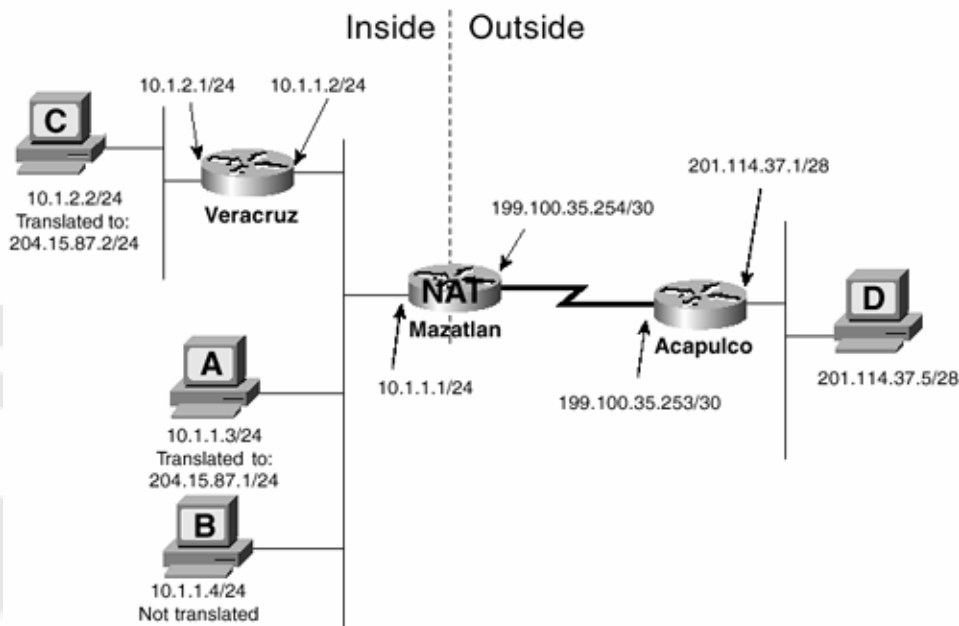 Inside
Outside
10.1.2.1/24
10.1.1.2/24
C
201.114.37.1/28
10.1.2.2/24
Translated to:
204.15.87.2/24
Veracruz
199.100.35.254/30
NAT
Mazatlan
D
Acapulco
A
10.1.1.1/24
199.100.35.253/30
201.114.37.5/28
10.1.1.3/24
Translated to:
204.15.87.1/24
B
10.1.1.4/24
Not translated